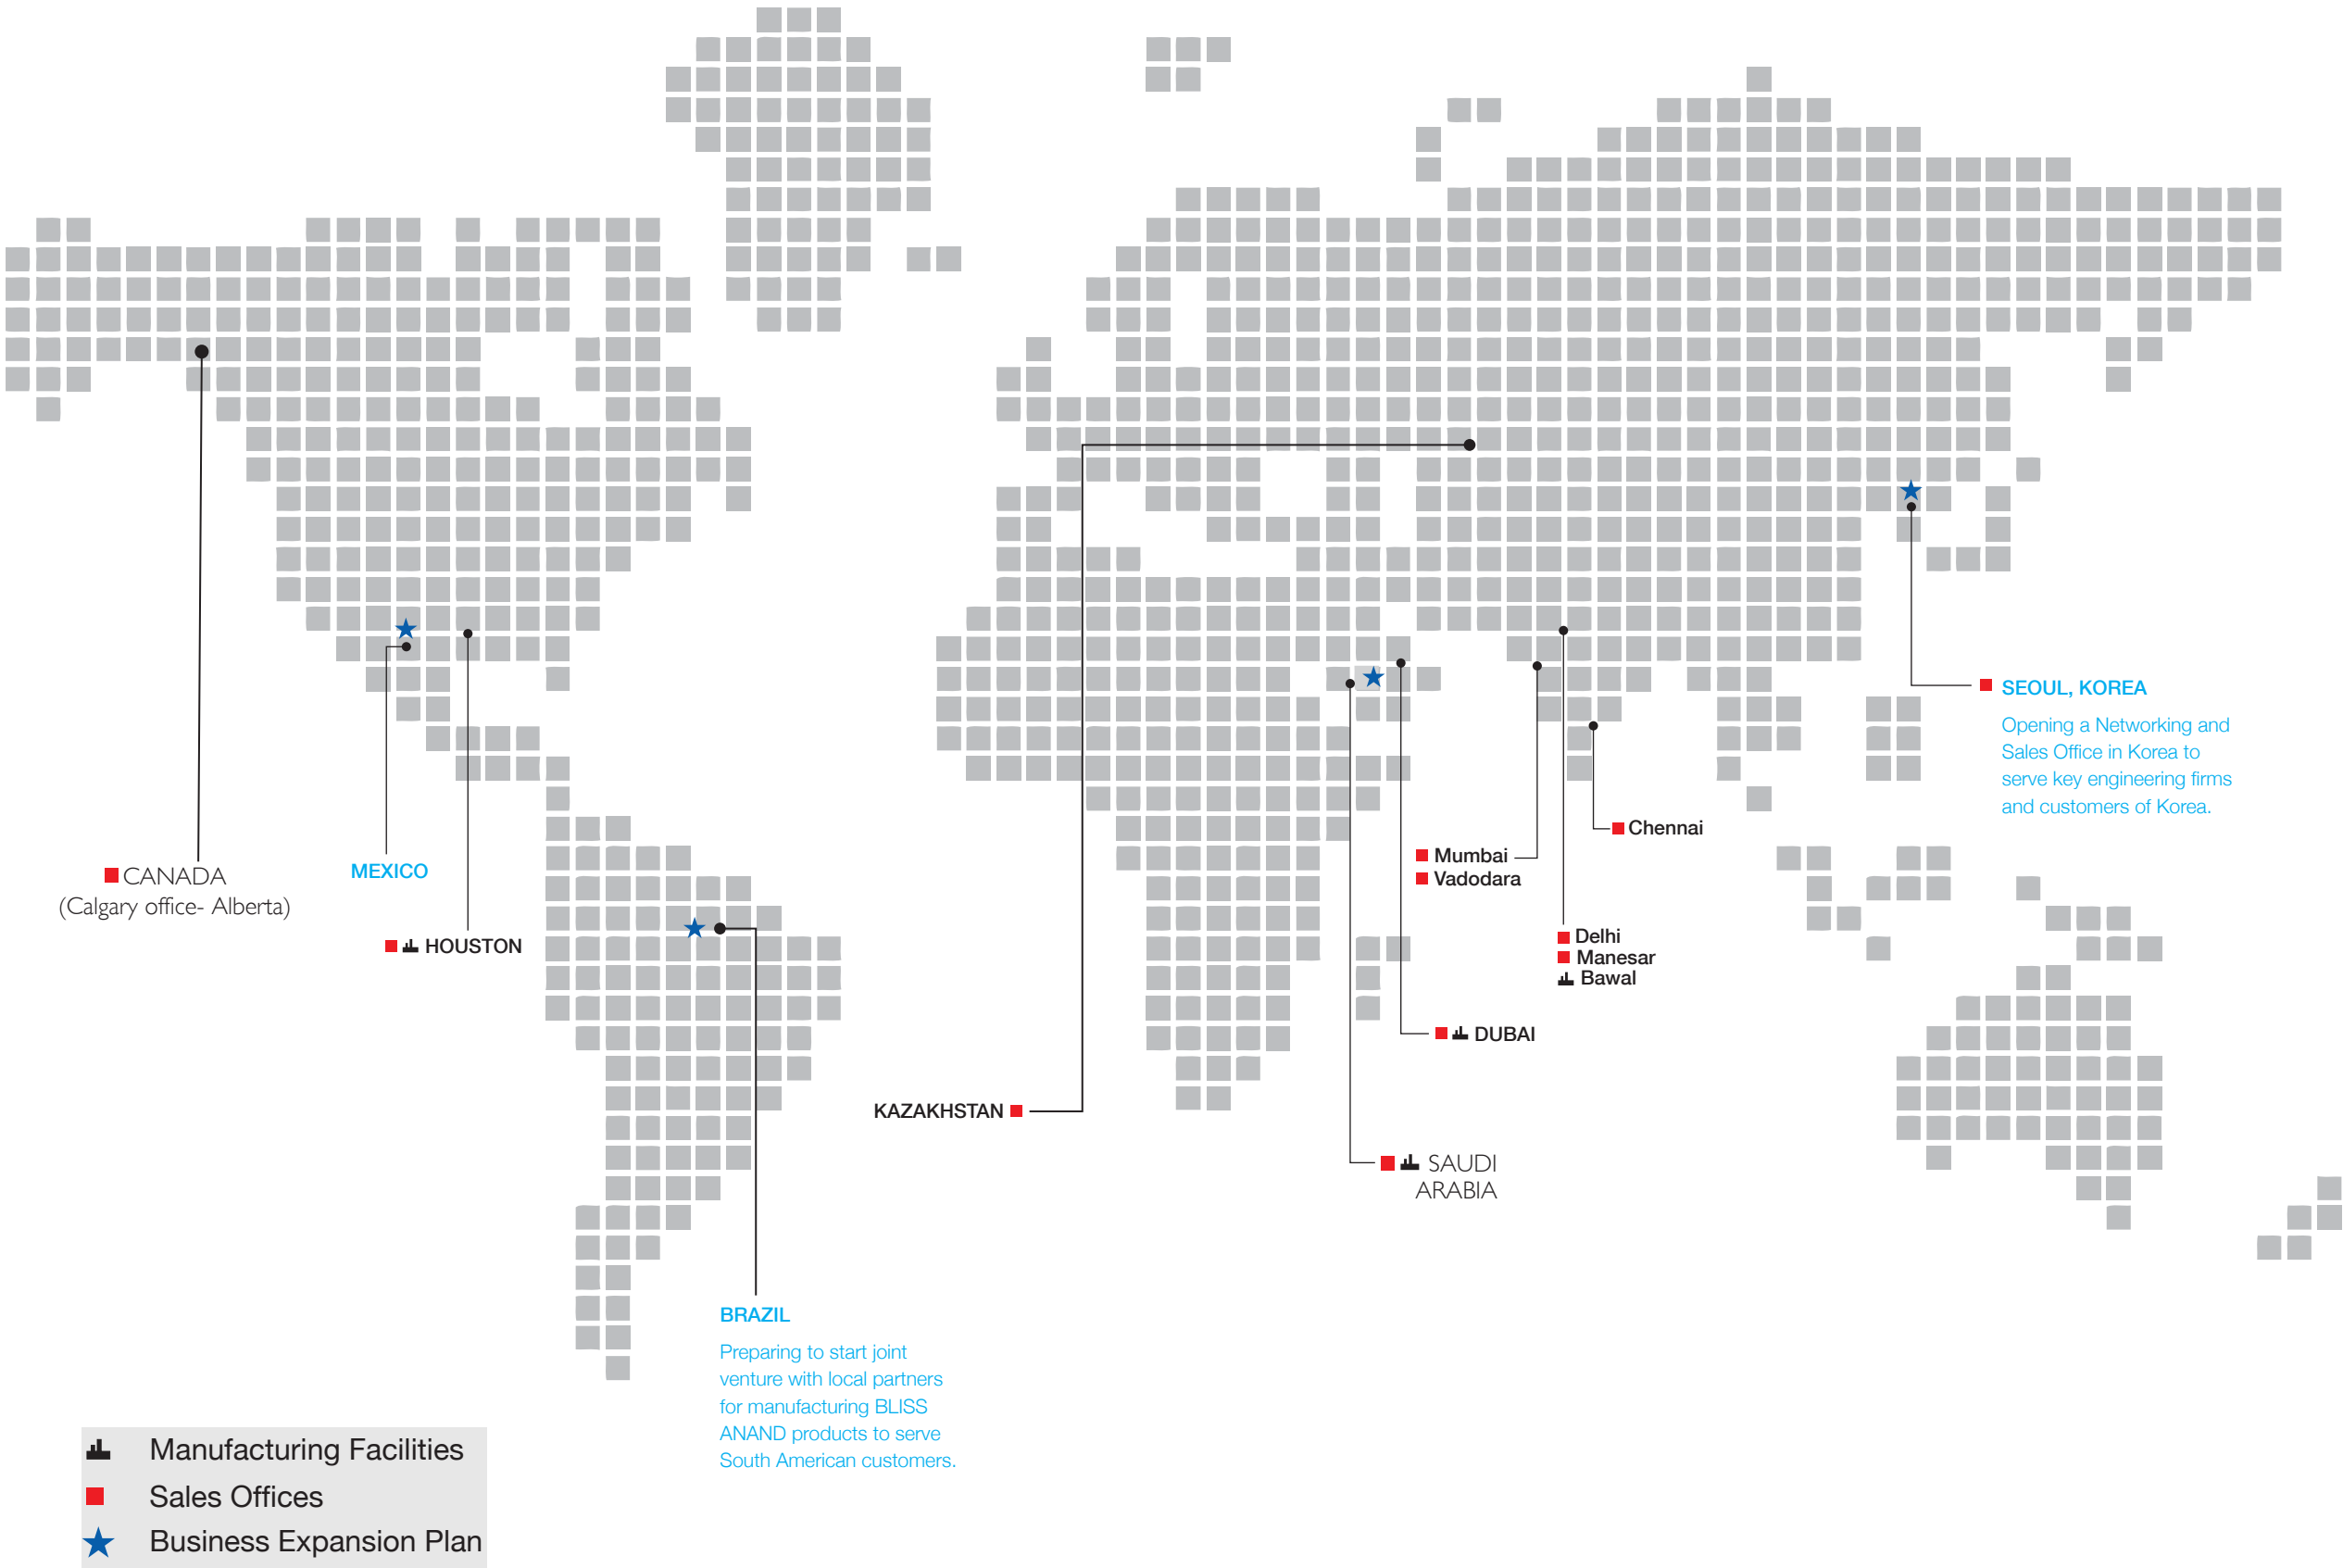 SEOUL, KOREA
Opening a Networking and
Sales Office in Korea to
serve key engineering firms
and customers of Korea.
Chennai
Mumbai
Vadodara
CANADA
(Calgary office- Alberta)
MEXICO
HOUSTON
Delhi
Manesar
Bawal
DUBAI
KAZAKHSTAN
SAUDI
ARABIA
BRAZIL
Preparing to start joint
venture with local partners
for manufacturing BLISS
ANAND products to serve
South American customers.
Manufacturing Facilities
Sales Offices
Business Expansion Plan